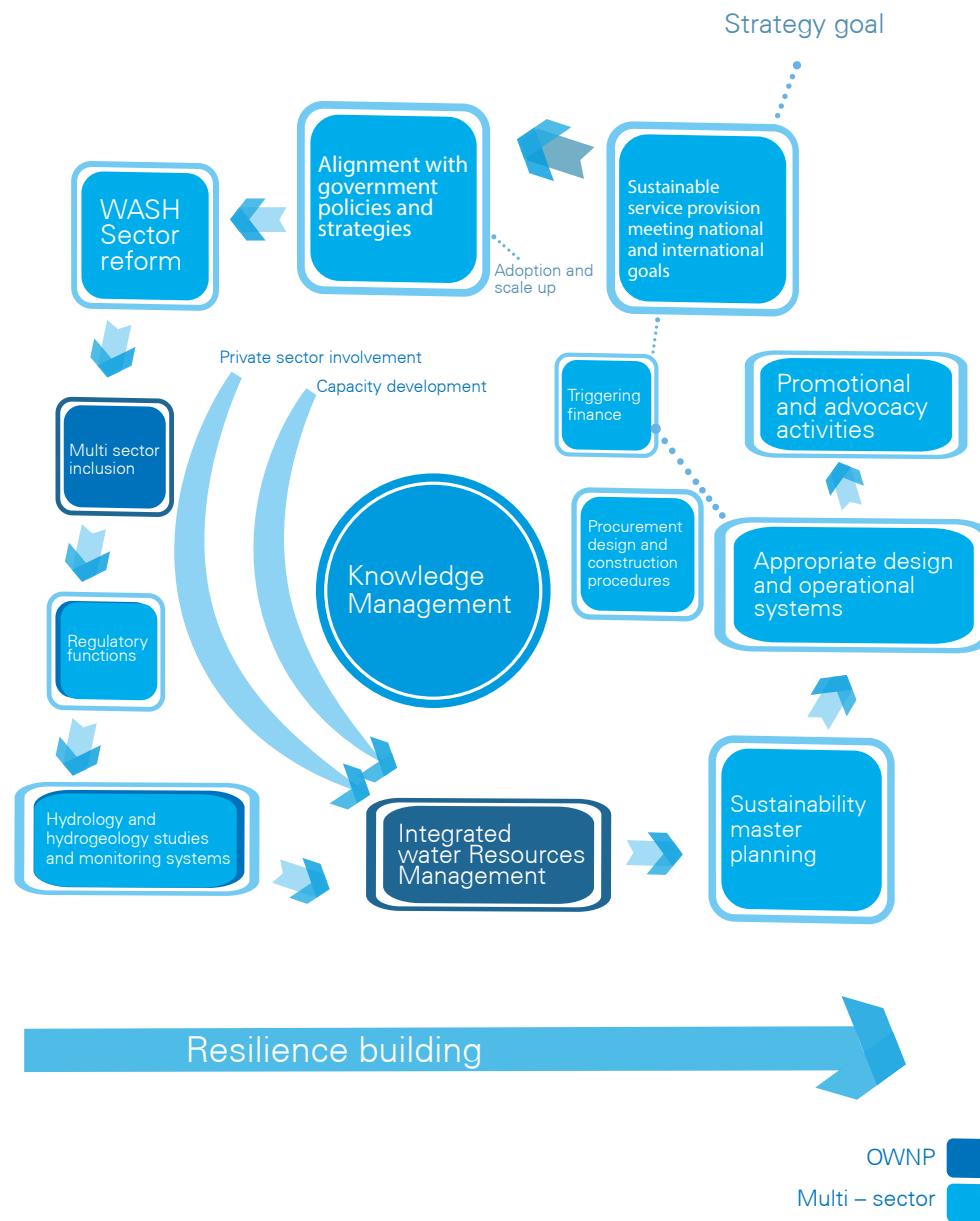 Strategy goal
Alignment with
government
policies and
strategies
Sustainable
service provision
meeting national
and international
goals
WASH
Sector
reform
Adoption and
scale up
Private sector involvement
Capacity development
Triggering
finance
Promotional
and advocacy
activities
Multi sector
inclusion
Procurement
design and
construction
procedures
Appropriate design
and operational
systems
Knowledge
Management
Regulatory
functions
Hydrology and
hydrogeology studies
and monitoring systems
Integrated
water Resources
Management
Sustainability
master
planning
Resilience building
OWNP
Multi – sector